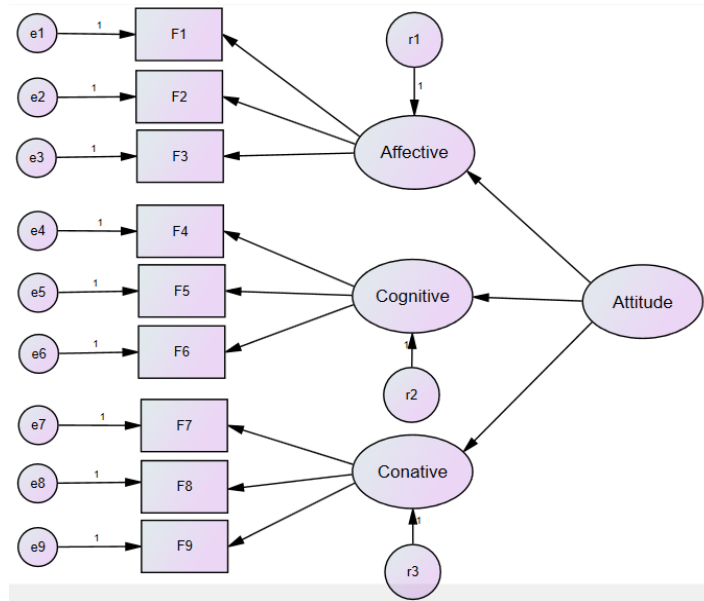 e1 1 F1
r1
e2 1 F2
1
e3 1 F3
Affective
e4 1 F4
e5 1 F5
Cognitive
Attitude
e6 1 F6
1
r2
e7 1 F7
Conative
e8 1 F8
1
e9 1 F9
r3